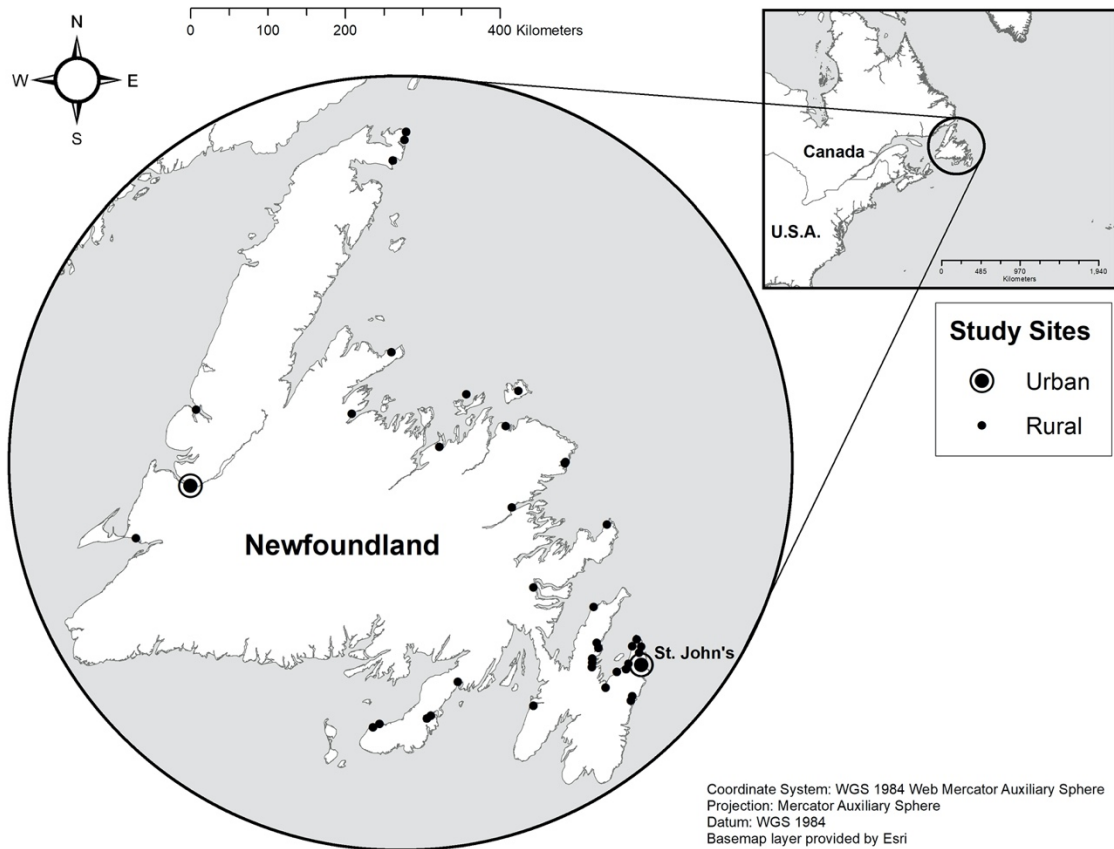 N
W E
S
0 100 200 400 Kilometers
Canada
U.S.A.
0 485 970 1,940
Kilometers
Study Sites
Urban
Rural
Newfoundland
St. John's
Coordinate System: WGS 1984 Web Mercator Auxiliary Sphere
Projection: Mercator Auxiliary Sphere
Datum: WGS 1984
Basemap layer provided by Esri